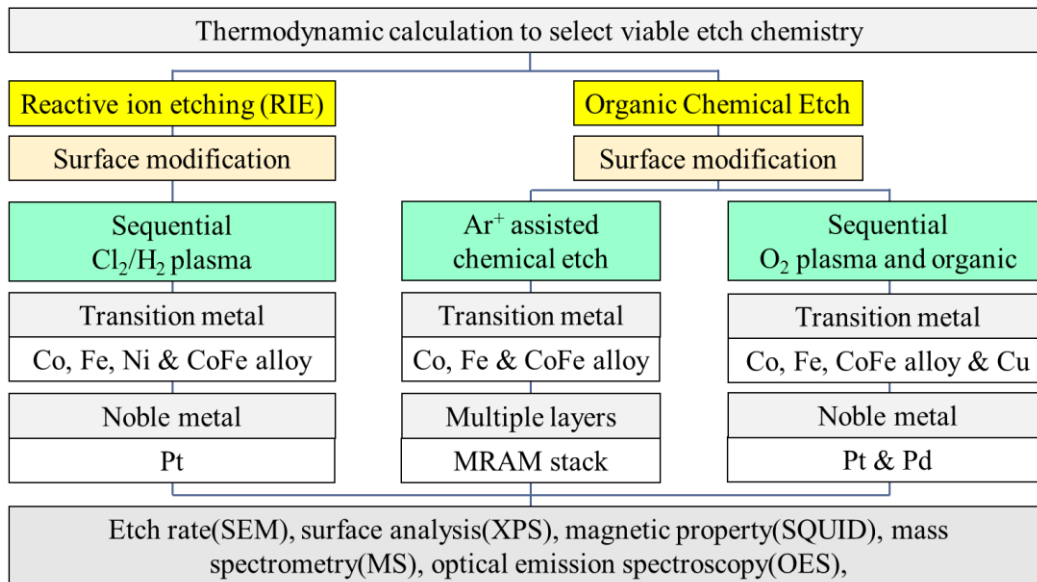 Thermodynamic calculation to select viable etch chemistry
Reactive ion etching (RIE)
Organic Chemical Etch
Surface modification
Surface modification
Sequential
Cl₂/H₂ plasma
Ar⁺ assisted
chemical etch
Sequential
O₂ plasma and organic
Transition metal
Transition metal
Transition metal
Co, Fe, Ni & CoFe alloy
Co, Fe & CoFe alloy
Co, Fe, CoFe alloy & Cu
Noble metal
Multiple layers
Noble metal
Pt
MRAM stack
Pt & Pd
Etch rate(SEM), surface analysis(XPS), magnetic property(SQUID), mass
spectrometry(MS), optical emission spectroscopy(OES),